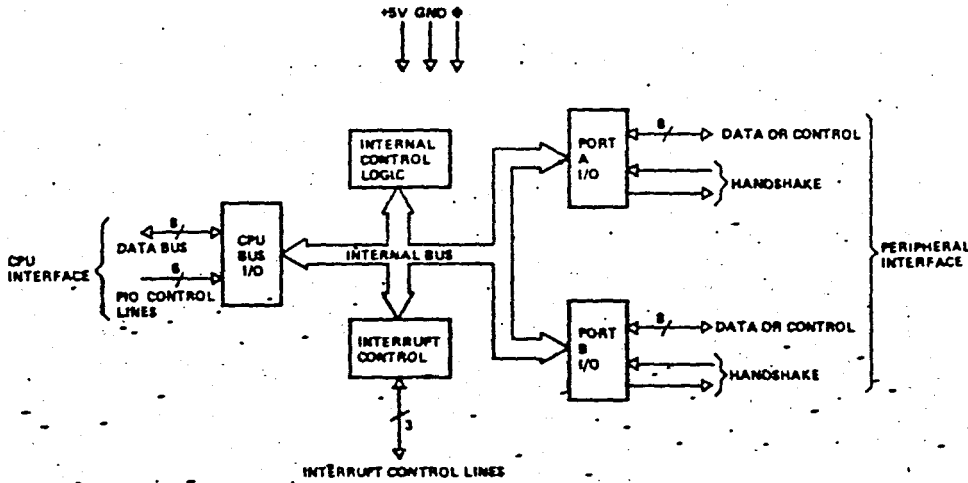 +5V GND Φ
INTERNAL
CONTROL
LOGIC
PORT
A
I/O
8
DATA OR CONTROL
HANDSHAKE
CPU
INTERFACE
8
DATA BUS
6
PIO CONTROL
LINES
CPU
BUS
I/O
INTERNAL BUS
PERIPHERAL
INTERFACE
INTERRUPT
CONTROL
3
INTERRUPT CONTROL LINES
PORT
B
I/O
8
DATA OR CONTROL
HANDSHAKE